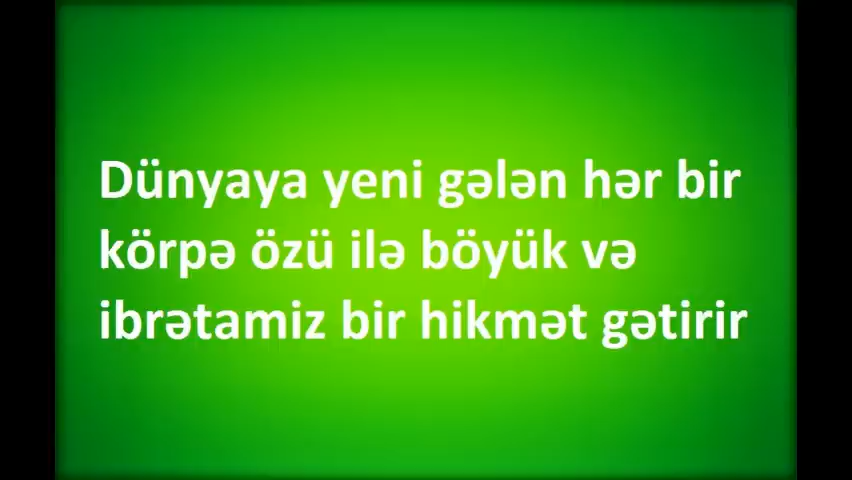 Dünyaya yeni gələn hər bir
körpə özü ilə böyük və
ibrətamiz bir hikmət gətirir